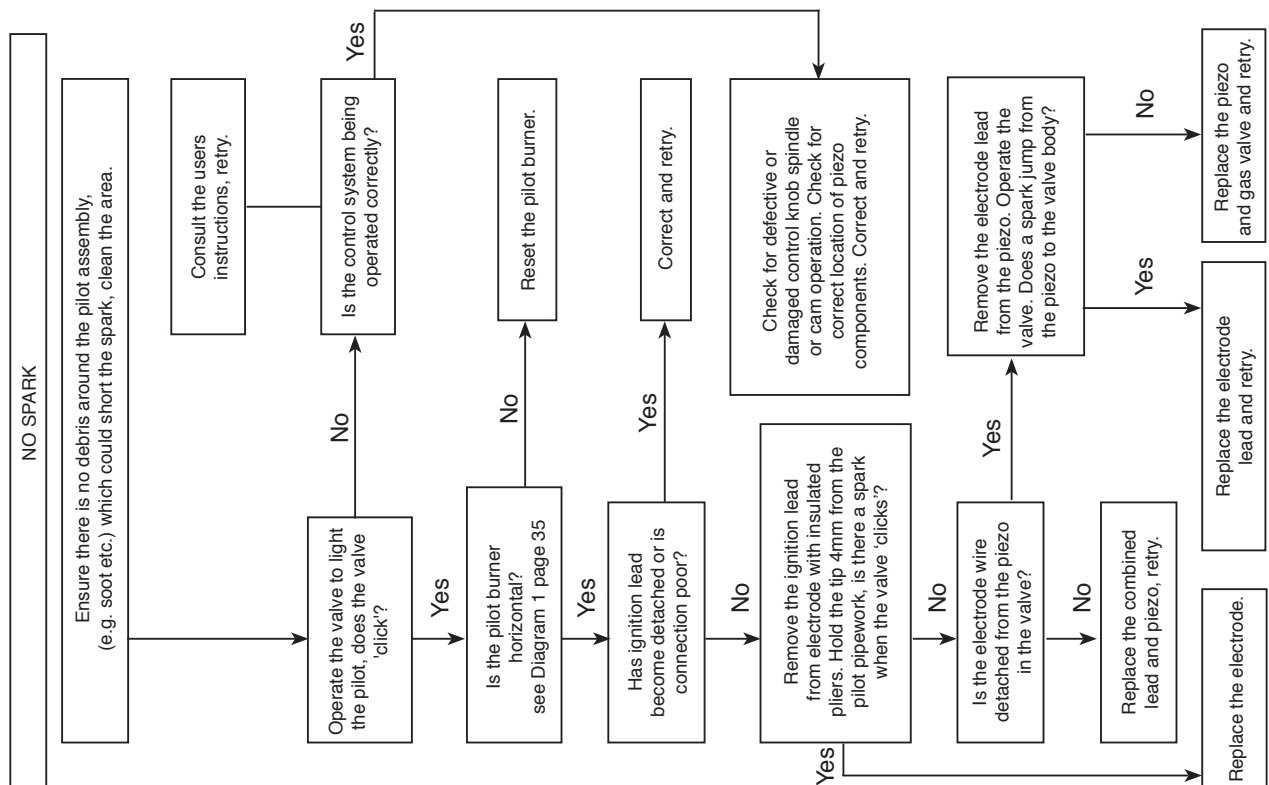 NO SPARK
Ensure there is no debris around the pilot assembly,
(e.g. soot etc.) which could short the spark, clean the area.
Consult the users
instructions, retry.
Operate the valve to light
the pilot, does the valve
'click'?
No
Is the control system being
operated correctly?
Yes
Yes
Is the pilot burner
horizontal?
see Diagram 1 page 35
No
Reset the pilot burner.
Yes
Has ignition lead
become detached or is
connection poor?
Yes
Correct and retry.
No
Remove the ignition lead
from electrode with insulated
pliers. Hold the tip 4mm from the
pilot pipework, is there a spark
when the valve 'clicks'?
Check for defective or
damaged control knob spindle
or cam operation. Check for
correct location of piezo
components. Correct and retry.
Yes
No
Is the electrode wire
detached from the piezo
in the valve?
Yes
Remove the electrode lead
from the piezo. Operate the
valve. Does a spark jump from
the piezo to the valve body?
No
Replace the combined
lead and piezo, retry.
Yes
No
Replace the electrode.
Replace the electrode
lead and retry.
Replace the piezo
and gas valve and retry.